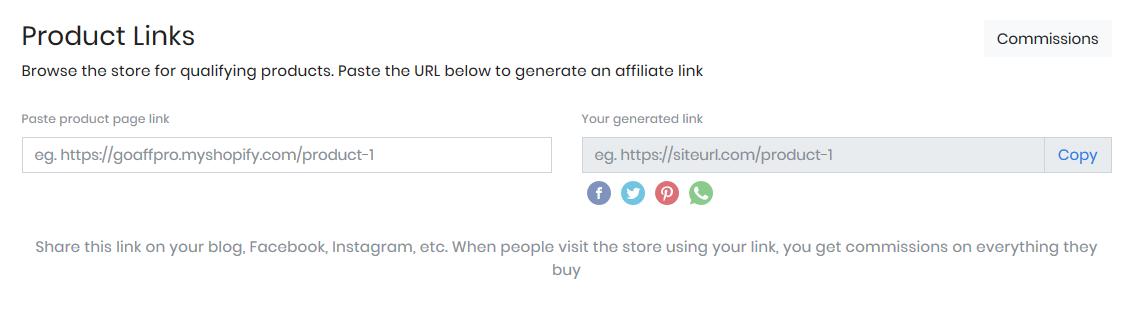 Product Links
Commissions
Browse the store for qualifying products. Paste the URL below to generate an affiliate link
Paste product page link
Your generated link
eg. https://goaffpro.myshopify.com/product-1
eg. https://siteurl.com/product-1
Copy
Share this link on your blog, Facebook, Instagram, etc. When people visit the store using your link, you get commissions on everything they
buy